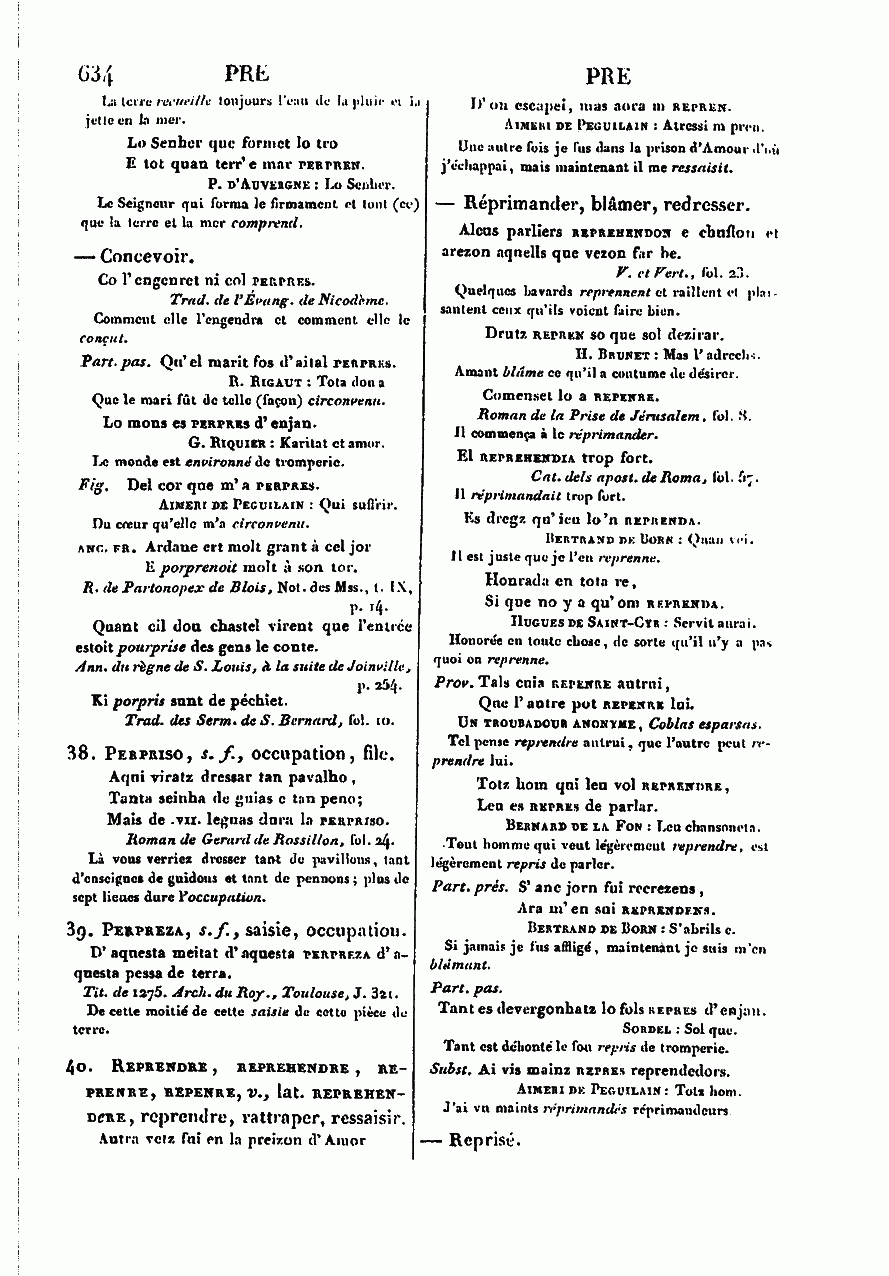 634 PRE PRE
La terre recueille toujours l'eau de la pluie et la
jette en la mer.
Lo Senher que formet lo tro
E tot quan terr' e mar PERPREN.
P. D'AUVERGNE : Lo Senher.
Le Seigneur qui forma le firmament et tout (ce)
que la terre et la mer comprend.
— Concevoir.
Co l'engenret ni col PERPRES.
Trad. de l'Évang. de Nicodème.
Comment elle l'engendra et comment elle le
conçut.
Part. pas. Qu'el marit fos d'aital PERPRES.
R. RIGAUT : Tota dona
Que le mari fût de telle (façon) circonvenu.
Lo mons es PERPRES d'enjan.
G. RIQUIER : Karitat et amor.
Le monde est environné de tromperie.
Fig. Del cor que m'a PERPRES.
AIMERI DE PEGUILAIN : Qui sufrir.
Du cœur qu'elle m'a circonvenu.
ANC. FR. Ardane ert molt grant à cel jor
E porprenoit molt à son tor.
R. de Partonopex de Blois, Not. des Mss., t. IX,
p. 14.
Quant cil dou chastel virent que l'entrée
estoit pourprise des gens le conte.
Ann. du règne de S. Louis, à la suite de Joinville,
p. 254.
Ki porpris sunt de péchiet.
Trad. des Serm. de S. Bernard, fol. 10.
38. PERPRISO, s. f., occupation, file.
Aqni viratz dressar tan pavalho,
Tanta seinha de guias e tan peno;
Mais de .VII. leguas dura la PERPRISO.
Roman de Gerard de Rossillon, fol. 24.
Là vous verriez dresser tant de pavillons, tant
d'enseignes de guidons et tant de pennons; plus de
sept lieues dure l'occupation.
39. PERPREZA, s. f., saisie, occupation.
D'aquesta meitat d'aquesta PERPREZA d'a-
questa pessa de terra.
Tit. de 1275. Arch. du Roy., Toulouse, J. 321.
De cette moitié de cette saisie de cette pièce de
terre.
40. REPRENDRE, REPREHENDRE, RE-
PRENRE, REPENRE, v., lat. REPREHEN-
DeRE, reprendre, rattraper, ressaisir.
Autra vetz fui en la preizon d'Amor
D'on escapei, mas aora m REPREN.
AIMERI DE PEGUILAIN : Atressi m pren.
Une autre fois je fus dans la prison d'Amour d'où
j'échappai, mais maintenant il me ressaisit.
— Réprimander, blâmer, redresser.
Alcus parliers REPREHENDON e chuflon et
arezon aqnells que vezon far be.
V. et Vert., fol. 23.
Quelques bavards reprennent et raillent et plai-
santent ceux qu'ils voient faire bien.
Drutz REPREN so que sol dezirar.
H. BRUNET : Mas l'adrechs.
Amant blâme ce qu'il a coutume de désirer.
Comenset lo a REPENRE.
Roman de la Prise de Jérusalem, fol. 8.
Il commença à le réprimander.
El REPREHENDIA trop fort.
Cat. dels apost. de Roma, fol. 57.
Il réprimandait trop fort.
Es dregz qu'ieu lo'n REPRENDA.
BERTRAND DE BORN : Quan vei.
Il est juste que je l'en reprenne.
Honrada en tota re,
Si que no y a qu'om REPRENDA.
HUGUES DE SAINT-CYR : Servit aurai.
Honorée en toute chose, de sorte qu'il n'y a pas
quoi on reprenne.
Prov. Tals cuia REPENRE autrui,
Que l'autre pot REPENRE lui.
UN TROUBADOUR ANONYME, Coblas esparsas.
Tel pense reprendre autrui, que l'autre peut re-
prendre lui.
Totz hom qni leu vol REPRENDRE,
Leu es REPRES de parlar.
BERNARD DE LA FON : Leu chansoneta.
Tout homme qui veut légèrement reprendre, est
légèrement repris de parler.
Part. prés. S'anc jorn fui recrezens,
Ara m'en sui REPRENDENS.
BERTRAND DE BORN : S'abrils e.
Si jamais je fus affligé, maintenant je suis m'en
blâmant.
Part. pas.
Tant es devergonhatz lo fols REPRES d'enjan.
SORDEL : Sol que.
Tant est déhonté le fou repris de tromperie.
Subst. Ai vis mainz REPRES reprendedors.
AIMERI DE PEGUILAIN : Totz hom.
J'ai vu maints réprimandés réprimandeurs
— Reprisé.